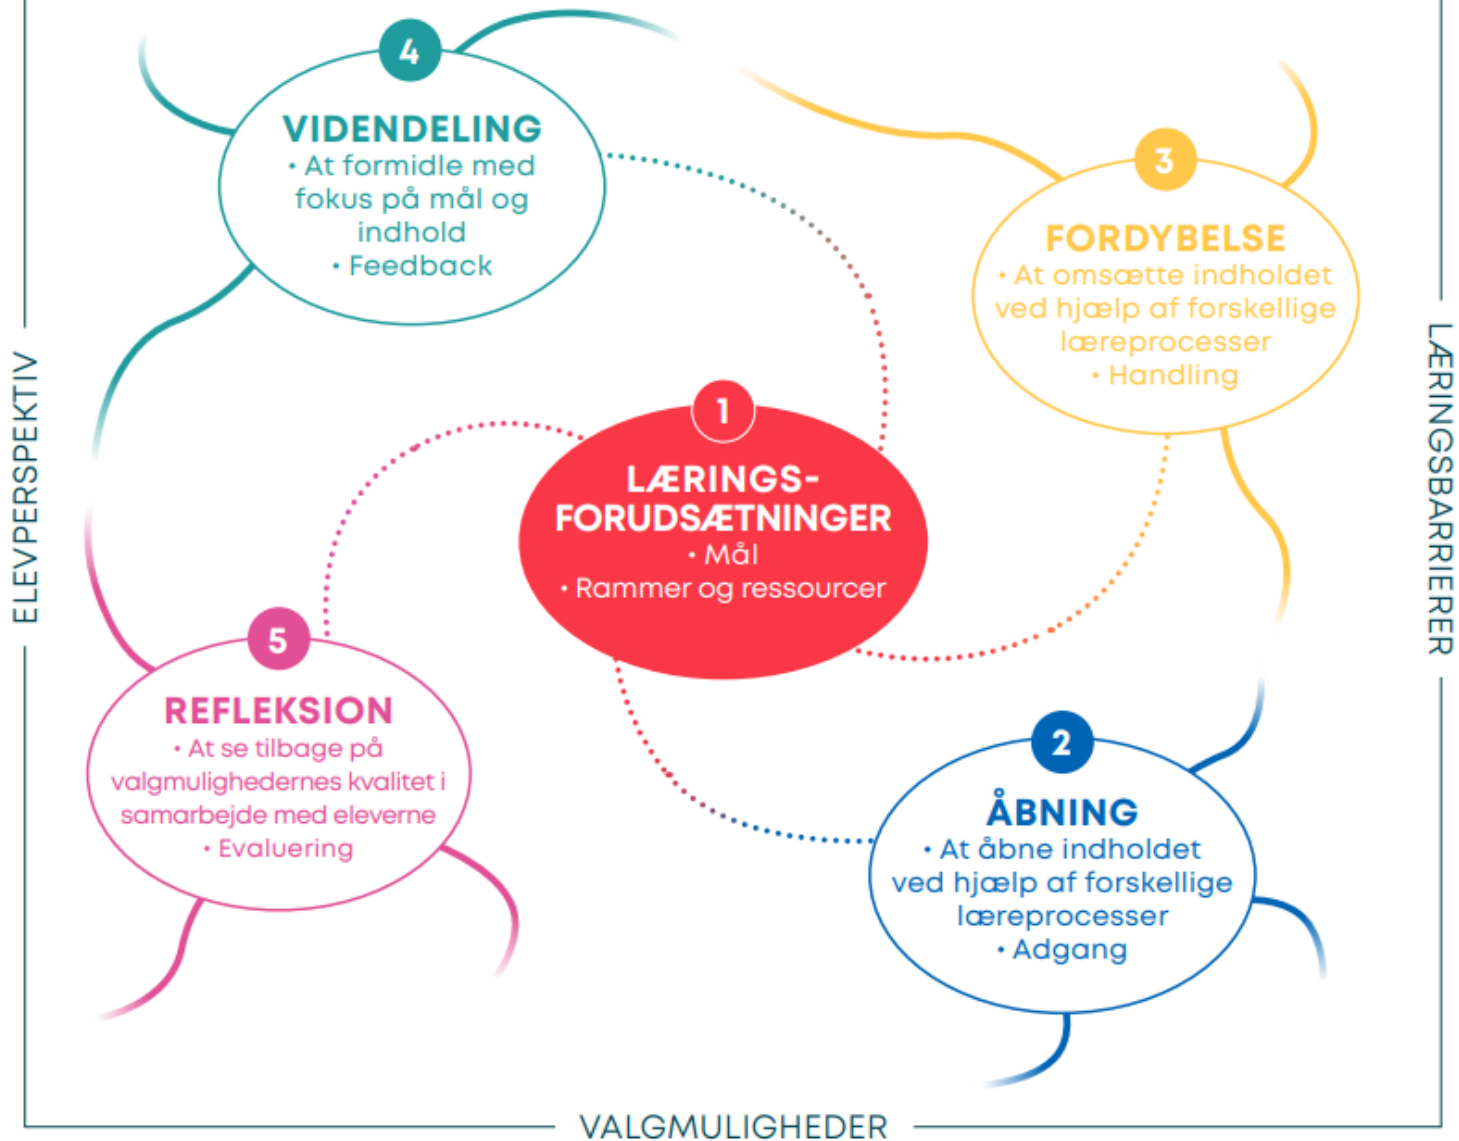 4
VIDENDELING
• At formidle med
fokus på mål og
indhold
• Feedback
3
FORDYBELSE
• At omsætte indholdet
ved hjælp af forskellige
læreprocesser
• Handling
1
LÆRINGS-
FORUDSÆTNINGER
• Mål
• Rammer og ressourcer
5
REFLEKSION
• At se tilbage på
valgmulighedernes kvalitet i
samarbejde med eleverne
• Evaluering
2
ÅBNING
• At åbne indholdet
ved hjælp af forskellige
læreprocesser
• Adgang
ELEVPERSPEKTIV
LÆRINGSBARRIERER
VALGMULIGHEDER